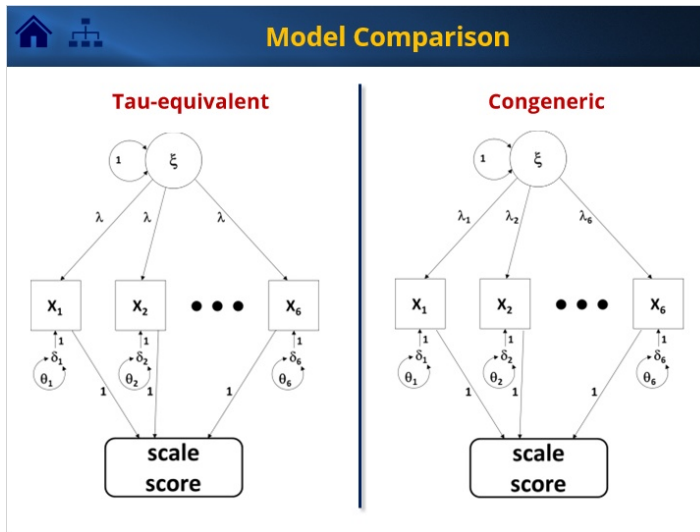 Model Comparison
Tau-equivalent
1
ξ
λ λ λ
X₁ X₂ X₆
1 1 1
δ₁ δ₂ δ₆
θ₁ θ₂ θ₆
1 1 1
scale
score
Congeneric
1
ξ
λ₁ λ₂ λ₆
X₁ X₂ X₆
1 1 1
δ₁ δ₂ δ₆
θ₁ θ₂ θ₆
1 1 1
scale
score